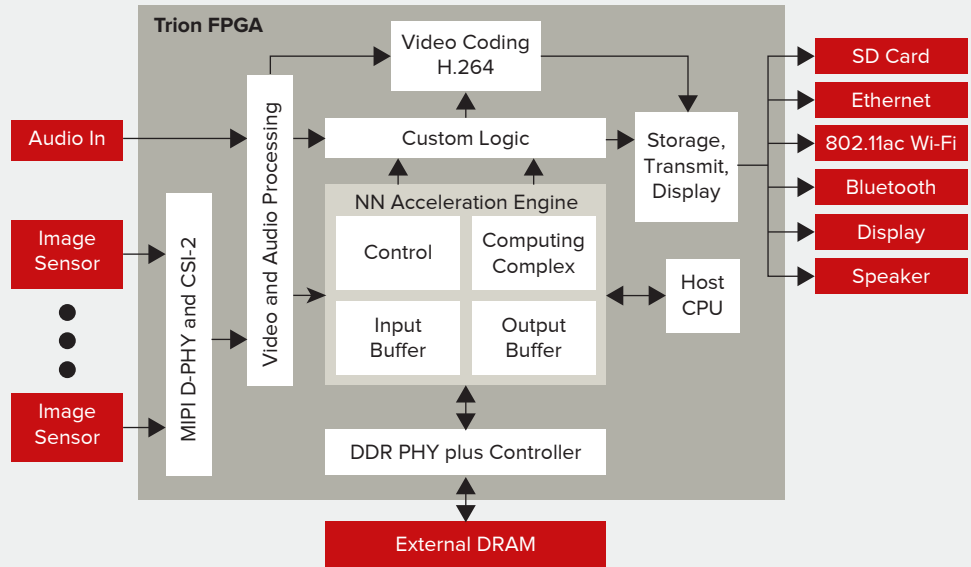 Trion FPGA
Video Coding
H.264
SD Card
Ethernet
Audio In
Custom Logic
Storage,
Transmit,
Display
802.11ac Wi-Fi
Bluetooth
Display
Speaker
Image
Sensor
Image
Sensor
MIPI D-PHY and CSI-2
Video and Audio Processing
NN Acceleration Engine
Control
Computing
Complex
Input
Buffer
Output
Buffer
Host
CPU
DDR PHY plus Controller
External DRAM